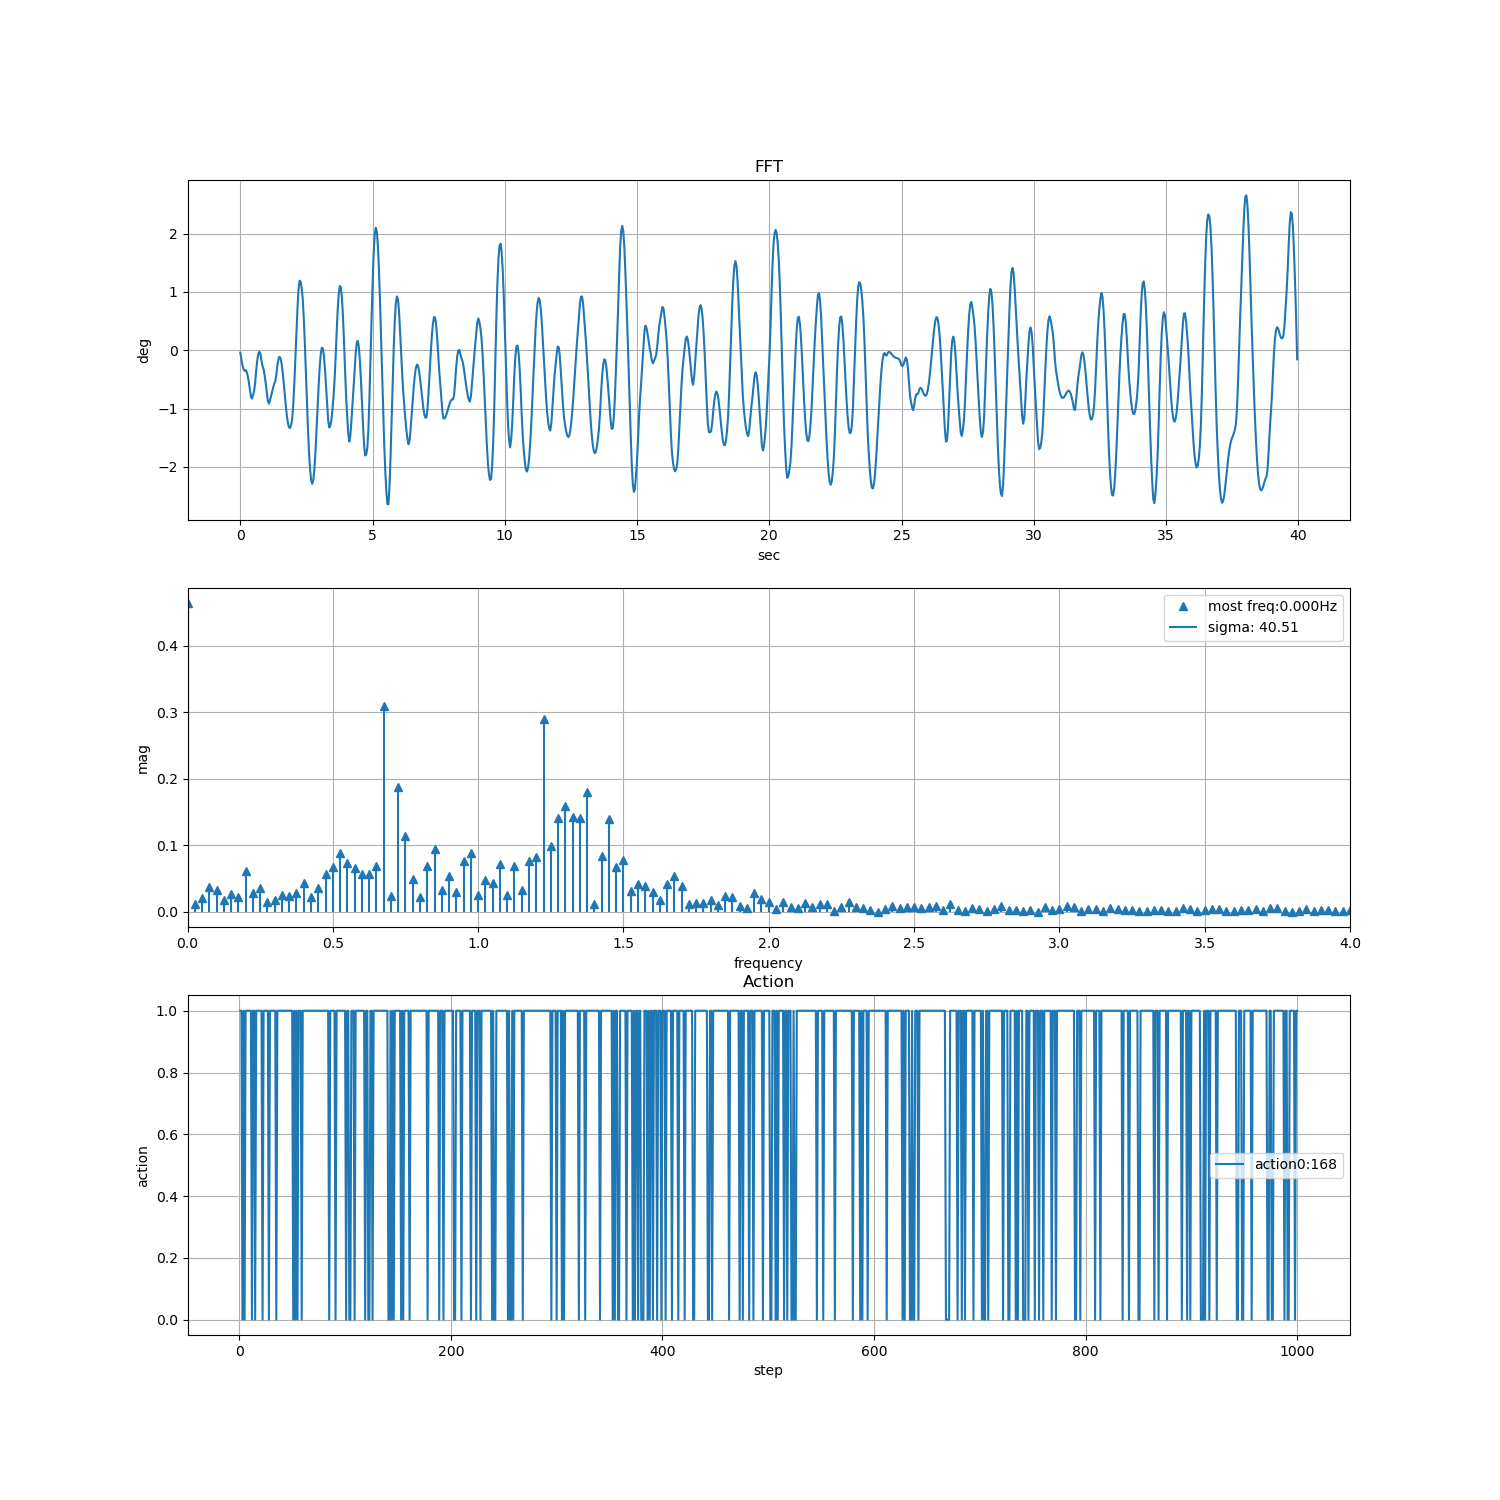 FFT
2
1
0
−1
−2
deg
0 5 10 15 20 25 30 35 40
sec
most freq:0.000Hz
sigma: 40.51
0.4
0.3
0.2
0.1
0.0
mag
0.0 0.5 1.0 1.5 2.0 2.5 3.0 3.5 4.0
frequency
Action
1.0
0.8
0.6
0.4
0.2
0.0
action
action0:168
0 200 400 600 800 1000
step